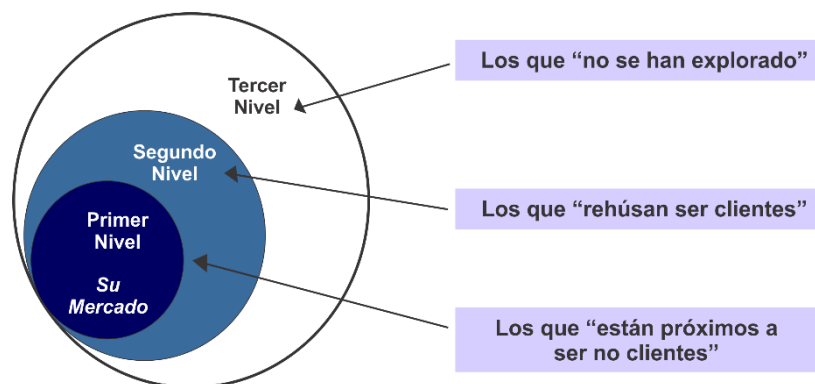 Tercer
Nivel
Los que “no se han explorado”
Segundo
Nivel
Los que “rehúsan ser clientes”
Primer
Nivel
Su
Mercado
Los que “están próximos a
ser no clientes”